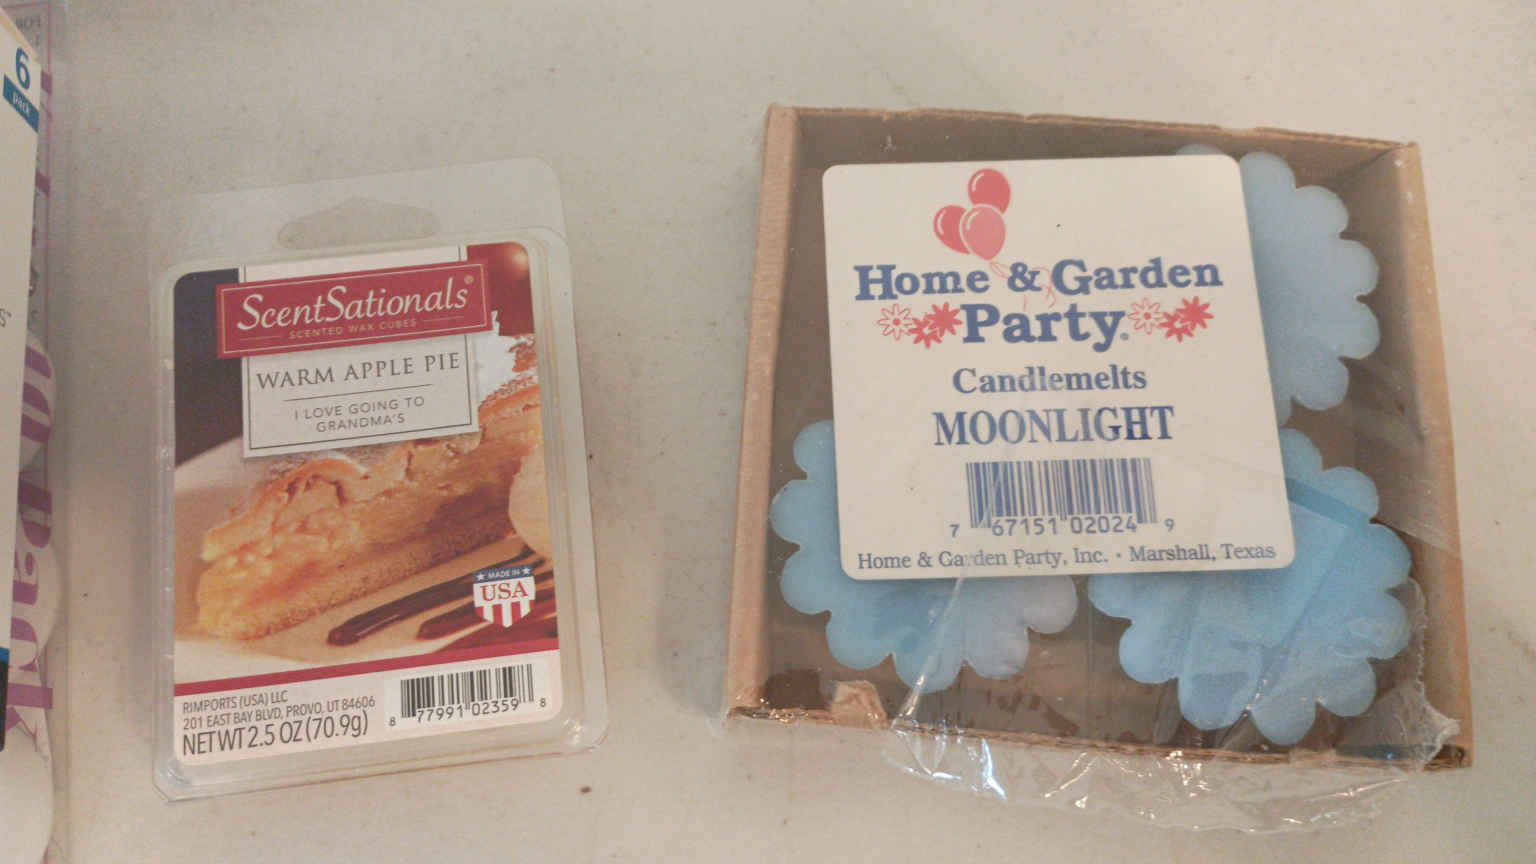 6
pack
ScentSationals®
SCENTED WAX CUBES
WARM APPLE PIE
I LOVE GOING TO
GRANDMA'S
MADE IN
USA
RIMPORTS (USA) LLC
201 EAST BAY BLVD, PROVO, UT 84606
NET WT 2.5 OZ (70.9g)
8 77991 02359 8
Home & Garden
Party®
Candlemelts
MOONLIGHT
7 67151 02024 9
Home & Garden Party, Inc. • Marshall, Texas